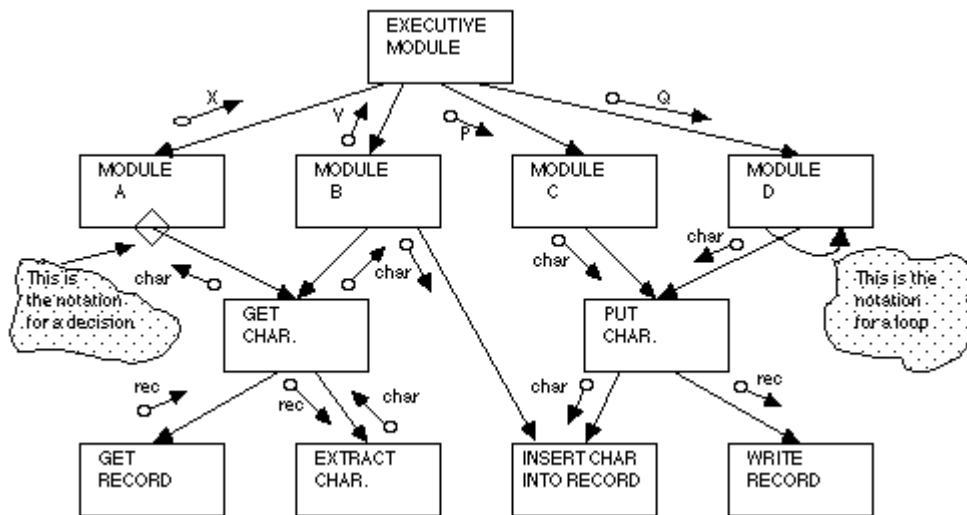 EXECUTIVE
MODULE
X
Y
P
Q
MODULE
A
MODULE
B
MODULE
C
MODULE
D
char
char
char
char
This is
the notation
for a decision
This is the
notation
for a loop
GET
CHAR.
PUT
CHAR.
rec
rec
char
char
rec
GET
RECORD
EXTRACT
CHAR.
INSERT CHAR
INTO RECORD
WRITE
RECORD